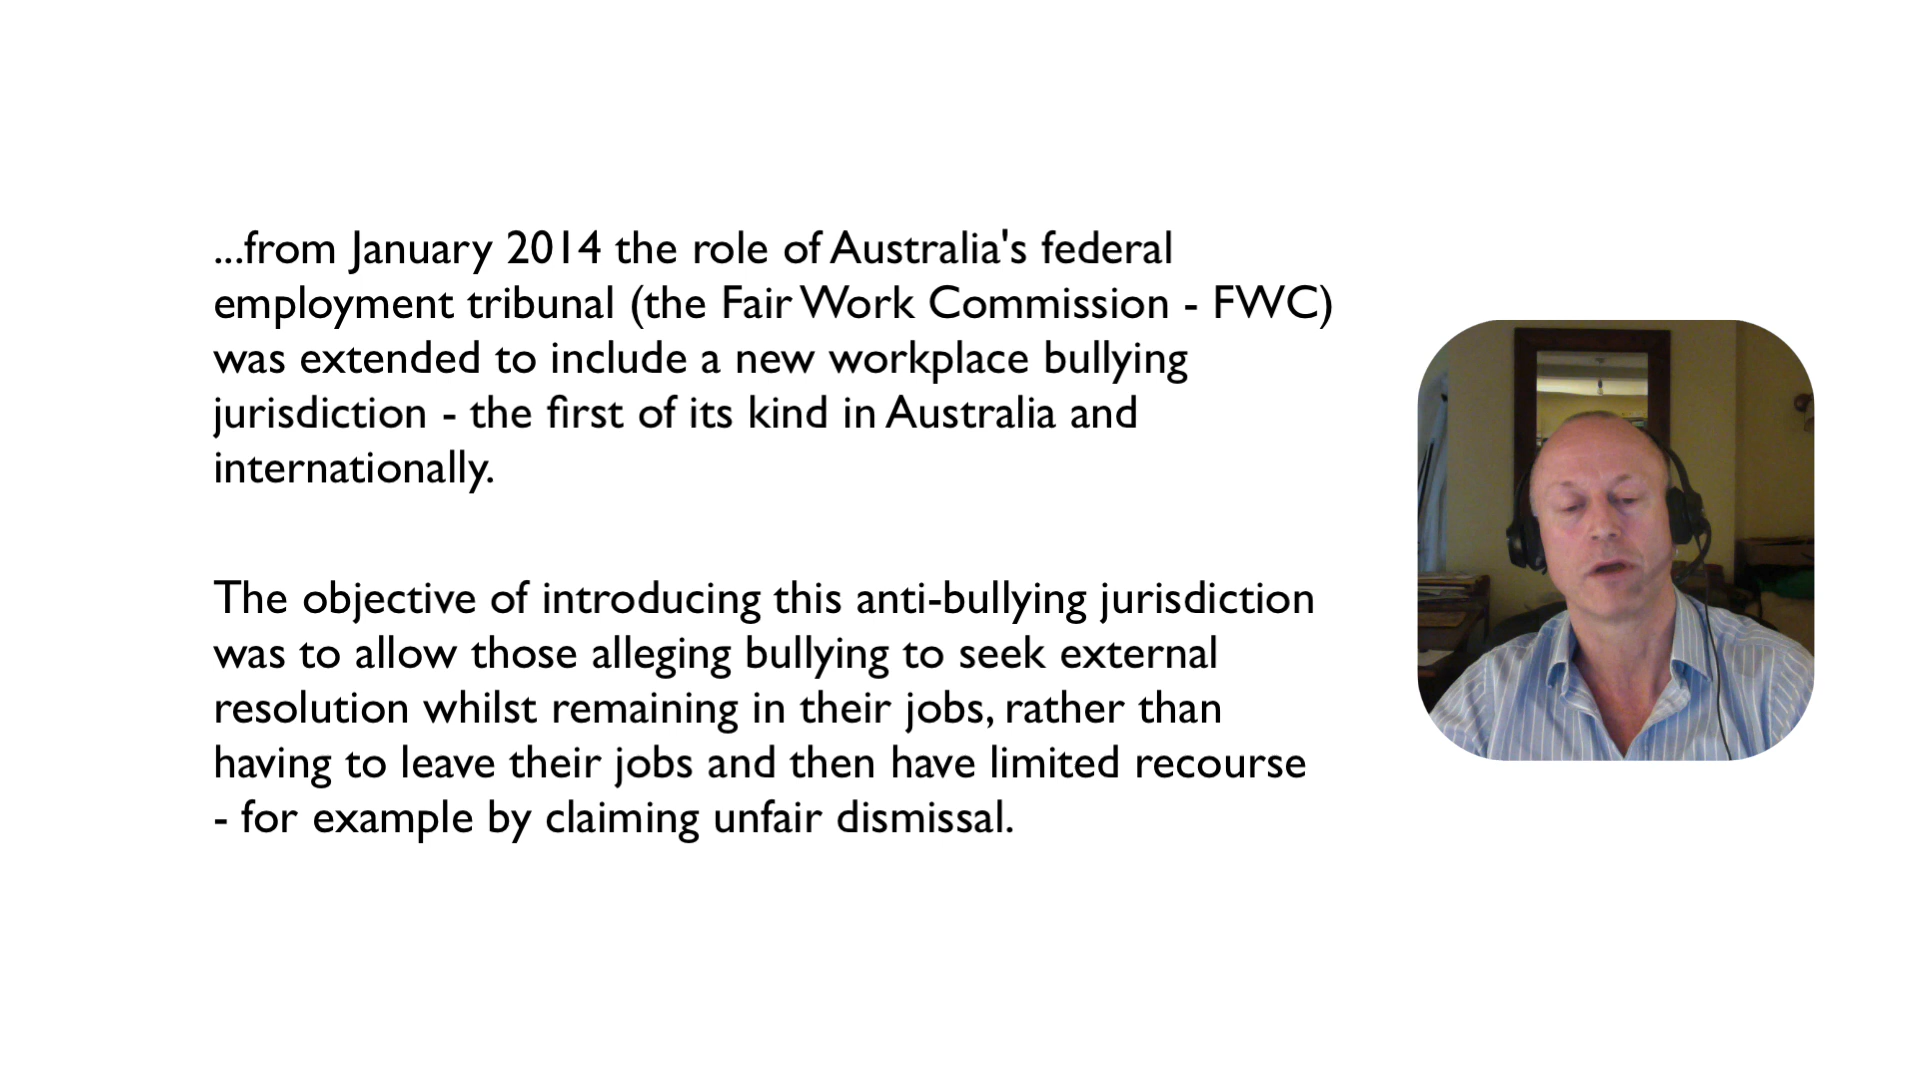 ...from January 2014 the role of Australia's federal
employment tribunal (the Fair Work Commission - FWC)
was extended to include a new workplace bullying
jurisdiction - the first of its kind in Australia and
internationally.
The objective of introducing this anti-bullying jurisdiction
was to allow those alleging bullying to seek external
resolution whilst remaining in their jobs, rather than
having to leave their jobs and then have limited recourse
- for example by claiming unfair dismissal.